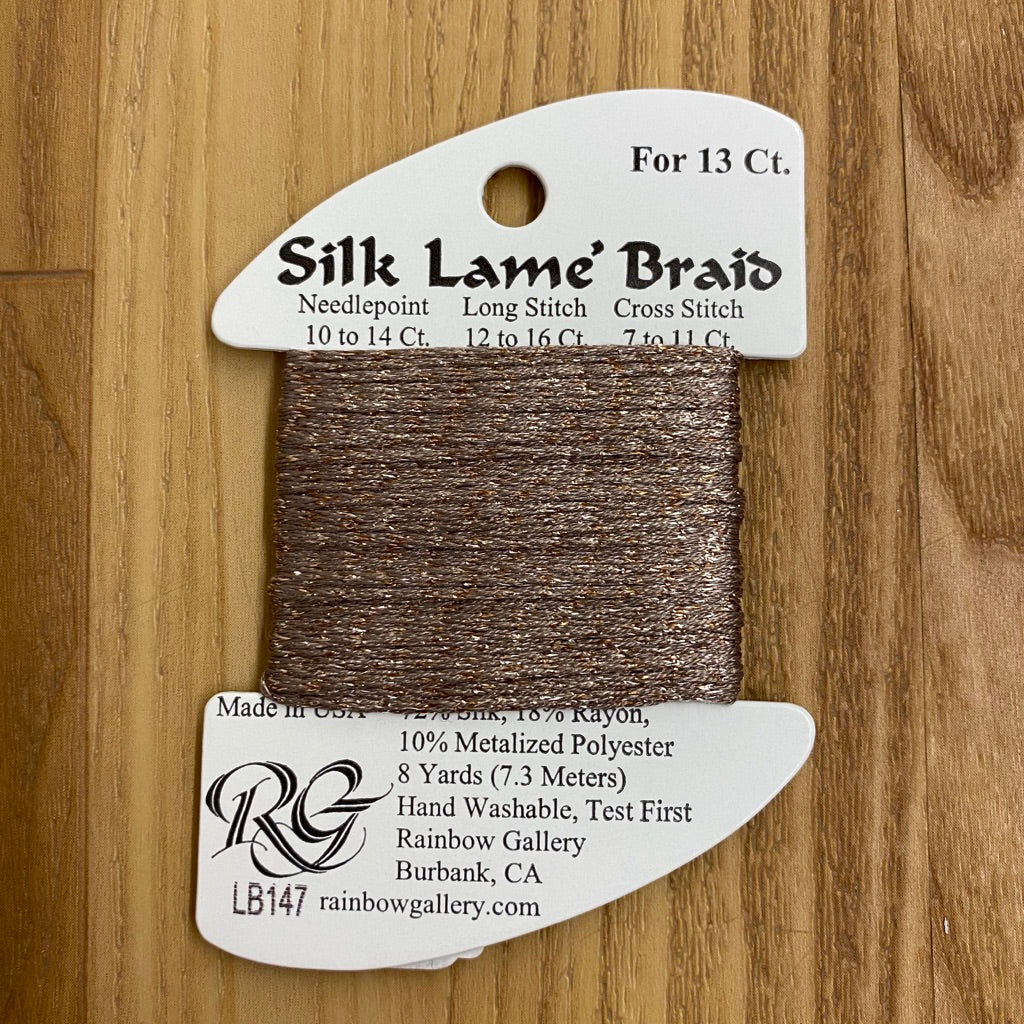 For 13 Ct.
Silk Lame' Braid
Needlepoint Long Stitch Cross Stitch
10 to 14 Ct. 12 to 16 Ct. 7 to 11 Ct.
Made in USA 72% Silk, 18% Rayon,
10% Metalized Polyester
8 Yards (7.3 Meters)
Hand Washable, Test First
Rainbow Gallery
Burbank, CA
RG
LB147 rainbowgallery.com